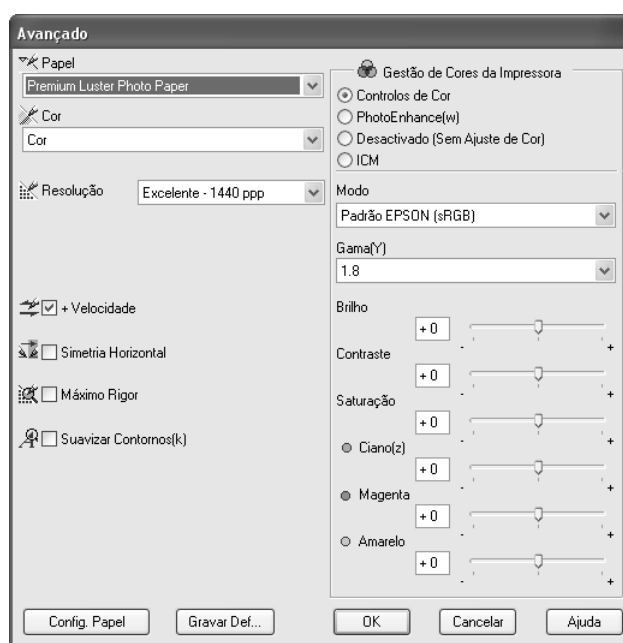 Avançado
Papel
Premium Luster Photo Paper
Cor
Cor
Resolução
Excelente - 1440 ppp
+ Velocidade
Simetria Horizontal
Máximo Rigor
Suavizar Contornos(k)
Gestão de Cores da Impressora
Controlos de Cor
PhotoEnhance(w)
Desactivado (Sem Ajuste de Cor)
ICM
Modo
Padrão EPSON (sRGB)
Gama(Y)
1.8
Brilho
+ 0
- +
Contraste
+ 0
- +
Saturação
+ 0
- +
Ciano(z)
+ 0
- +
Magenta
+ 0
- +
Amarelo
+ 0
- +
Config. Papel
Gravar Def...
OK
Cancelar
Ajuda